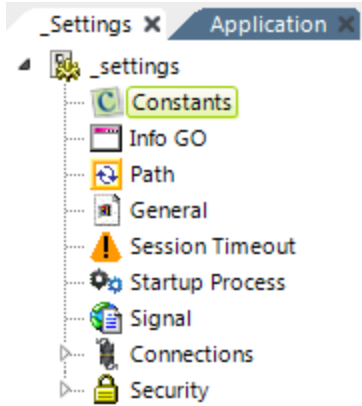 _Settings Application
_settings
Constants
Info GO
Path
General
Session Timeout
Startup Process
Signal
Connections
Security